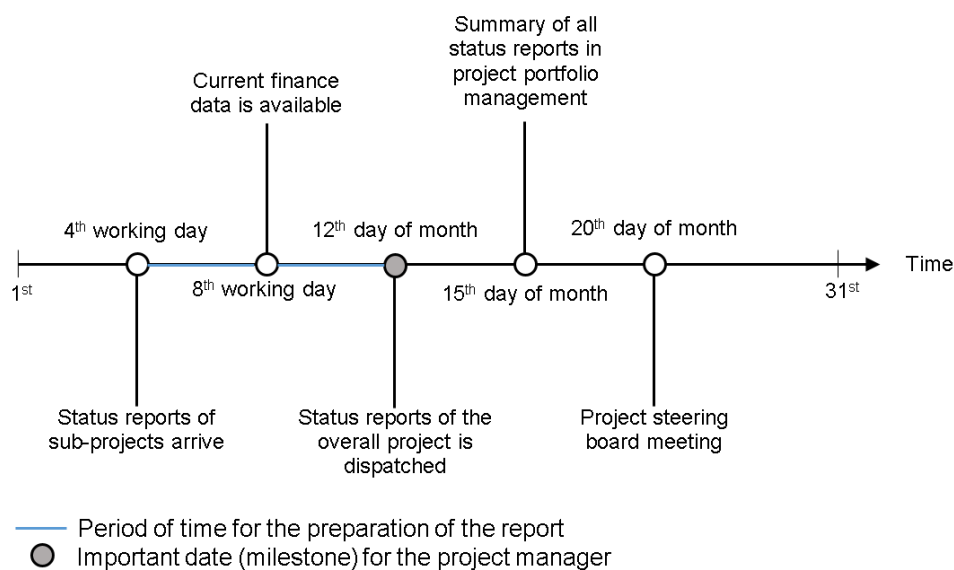 Summary of all
status reports in
project portfolio
management
Current finance
data is available
4th working day
12th day of month
20th day of month
Time
1st
8th working day
15th day of month
31st
Status reports of
sub-projects arrive
Status reports of the
overall project is
dispatched
Project steering
board meeting
Period of time for the preparation of the report
Important date (milestone) for the project manager